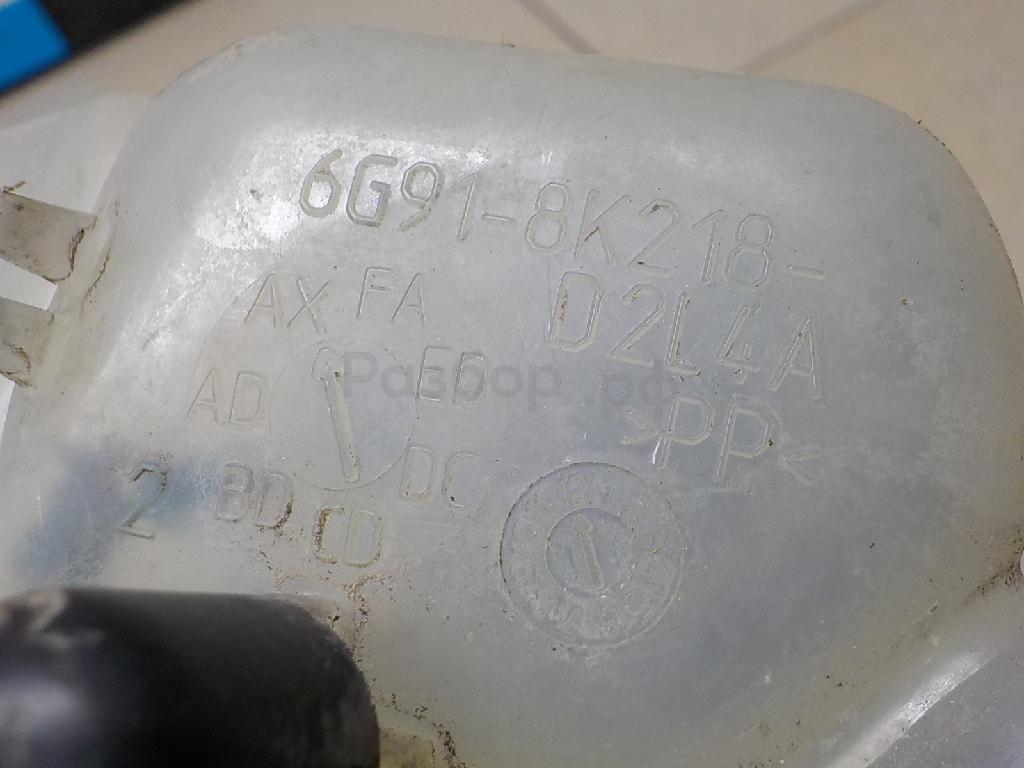 6G91-8K218-
D2L4A
>PP<
AX FA
AD ED
2 BD DC
CD
Разбор.рф